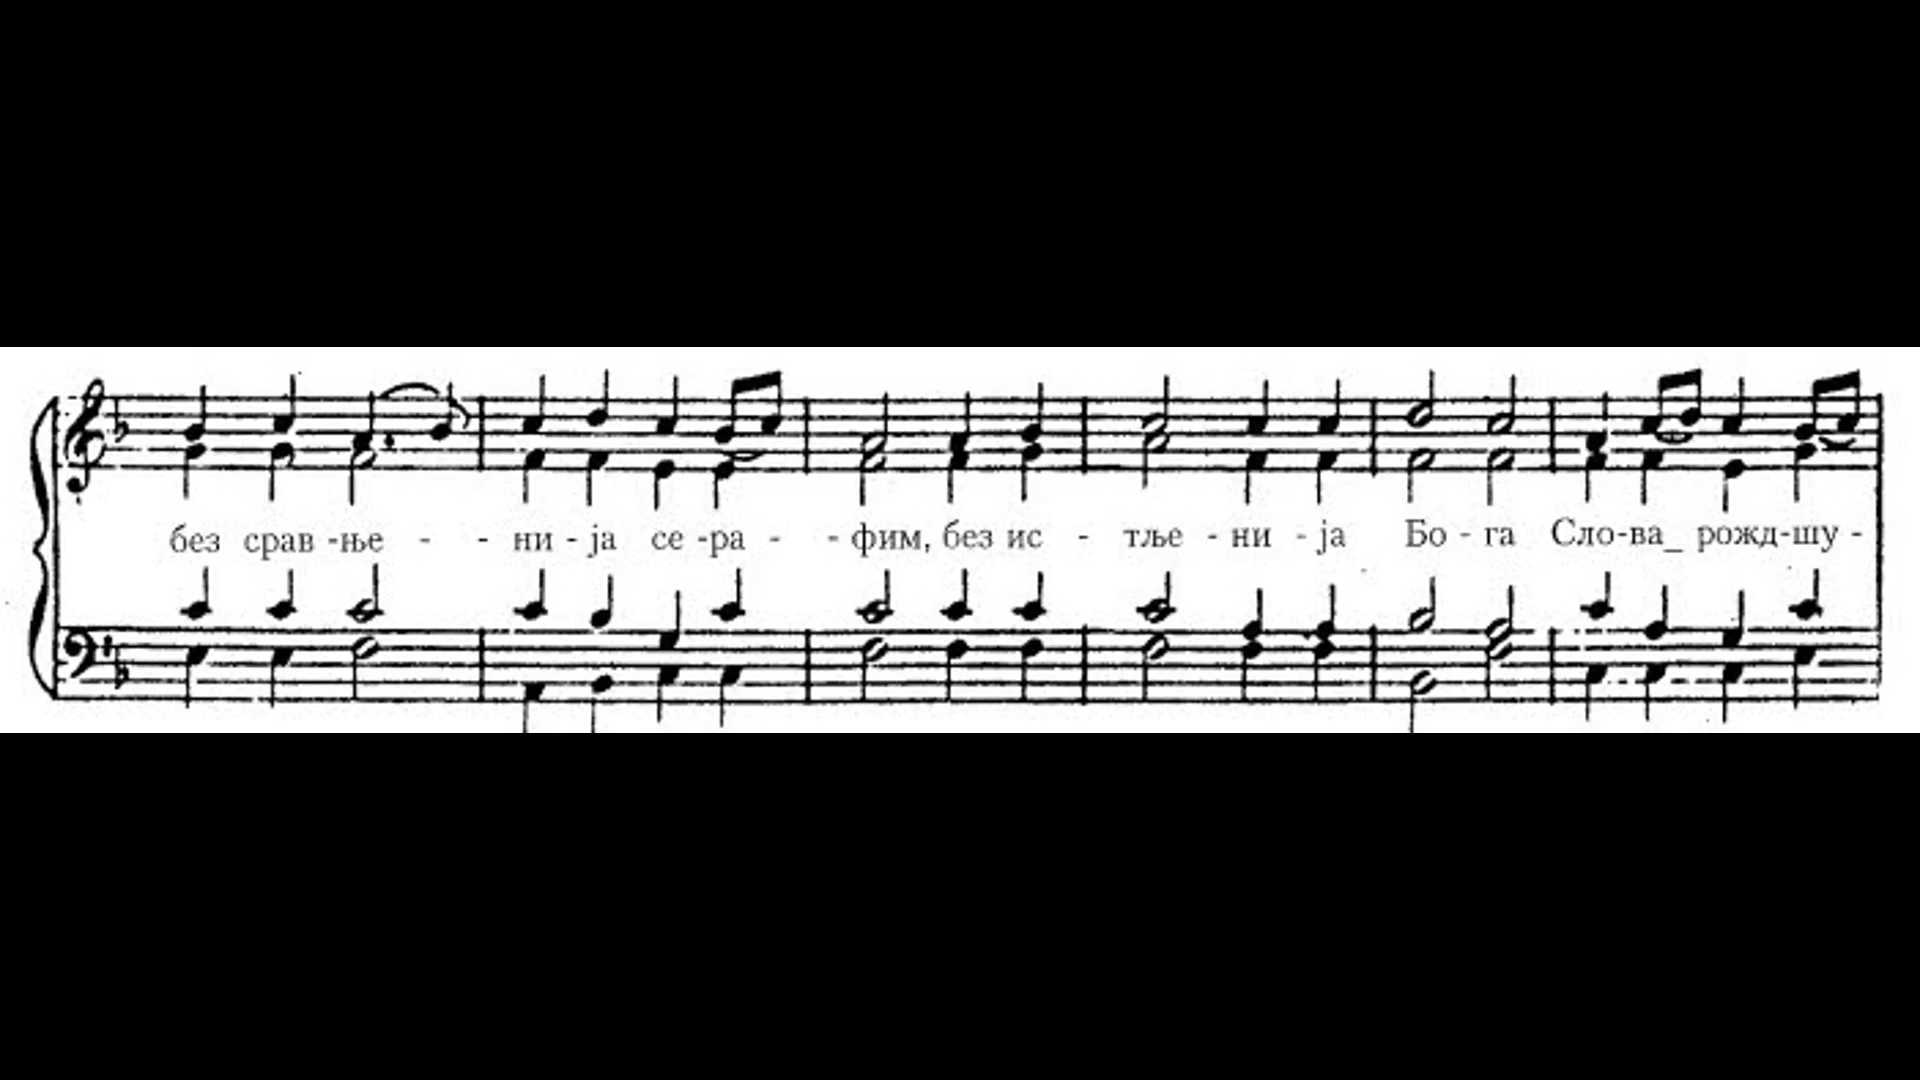 без срав -ње - - ни - ја се -ра - - фим, без ис - тље - ни - ја Бо - га Сло-ва_ рожд-шу -